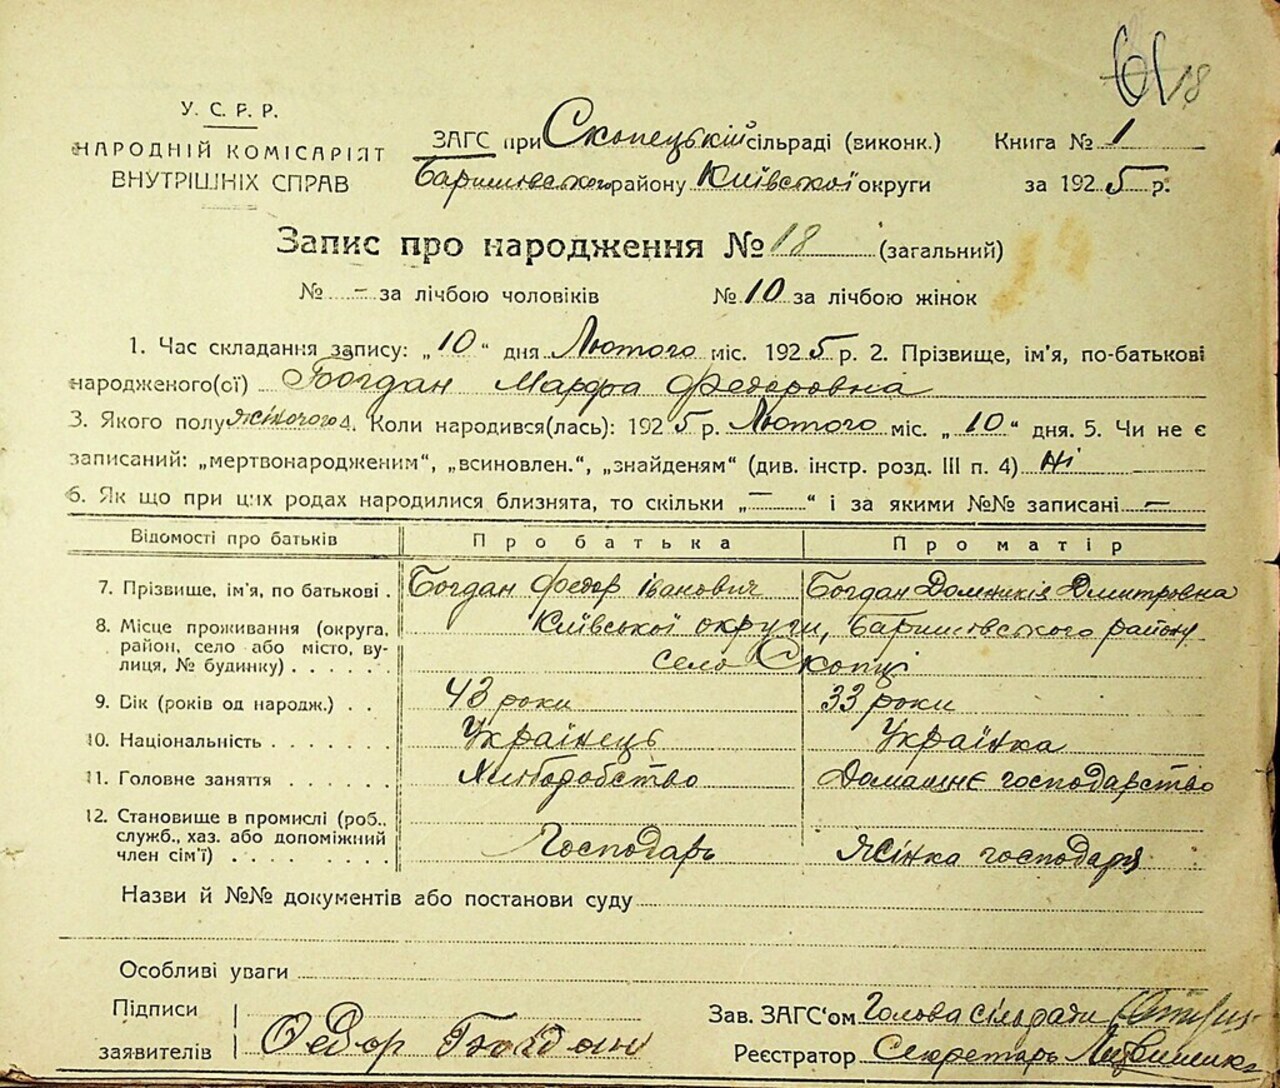 18
У. С. Р. Р.
НАРОДНІЙ КОМІСАРІЯТ
ВНУТРІШНІХ СПРАВ
ЗАГС при Скопецькій сільраді (виконк.) Книга № 1
Баришовського району Київської округи за 1925 р.
Запис про народження № 18 (загальний)
№ – за лічбою чоловіків № 10 за лічбою жінок
1. Час складання запису: „10“ дня Лютого міс. 1925 р. 2. Прізвище, ім'я, по-батькові
народженого(ої) Богдан Марфа Федоровна
3. Якого полу жіночого 4. Коли народився(лась): 1925 р. Лютого міс. „10“ дня. 5. Чи не є
записаний: „мертвонародженим“, „всиновлен.“, „знайденям“ (див. інстр. розд. III п. 4) Ні
6. Як що при цих родах народилися близнята, то скільки „–“ і за якими №№ записані –
Відомості про батьків Про батька Про матір
7. Прізвище, ім'я, по батькові . Богдан Федор Іванович Богдан Домникія Дмитровна
8. Місце проживання (округа, Київської округи, Баришовського району
район, село або місто, ву-
лиця, № будинку) . . . . . село Скопці
9. Вік (років од народж.) . . 43 роки 33 роки
10. Національність . . . . . . . Українець Українка
11. Головне заняття . . . . . . Хлібодобство Домашнє господарство
12. Становище в промислі (роб.,
служб., хаз. або допоміжний
член сім'ї) . . . . . . . . . Господарь Жінка господаря
Назви й №№ документів або постанови суду
Особливі уваги
Підписи
заявителів Федор Богдан
Зав. ЗАГС'ом Голова сільради
Реєстратор Секретарь